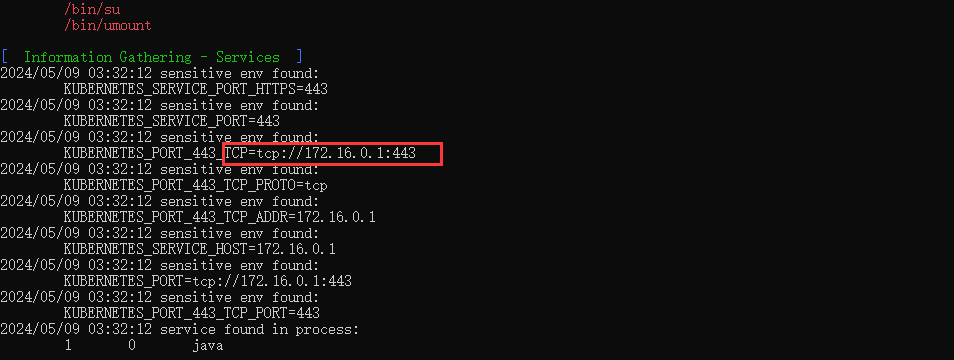 /bin/su
/bin/umount
[  Information Gathering - Services  ]
2024/05/09 03:32:12 sensitive env found:
KUBERNETES_SERVICE_PORT_HTTPS=443
2024/05/09 03:32:12 sensitive env found:
KUBERNETES_SERVICE_PORT=443
2024/05/09 03:32:12 sensitive env found:
KUBERNETES_PORT_443_TCP=tcp://172.16.0.1:443
2024/05/09 03:32:12 sensitive env found:
KUBERNETES_PORT_443_TCP_PROTO=tcp
2024/05/09 03:32:12 sensitive env found:
KUBERNETES_PORT_443_TCP_ADDR=172.16.0.1
2024/05/09 03:32:12 sensitive env found:
KUBERNETES_SERVICE_HOST=172.16.0.1
2024/05/09 03:32:12 sensitive env found:
KUBERNETES_PORT=tcp://172.16.0.1:443
2024/05/09 03:32:12 sensitive env found:
KUBERNETES_PORT_443_TCP_PORT=443
2024/05/09 03:32:12 service found in process:
1 0 java